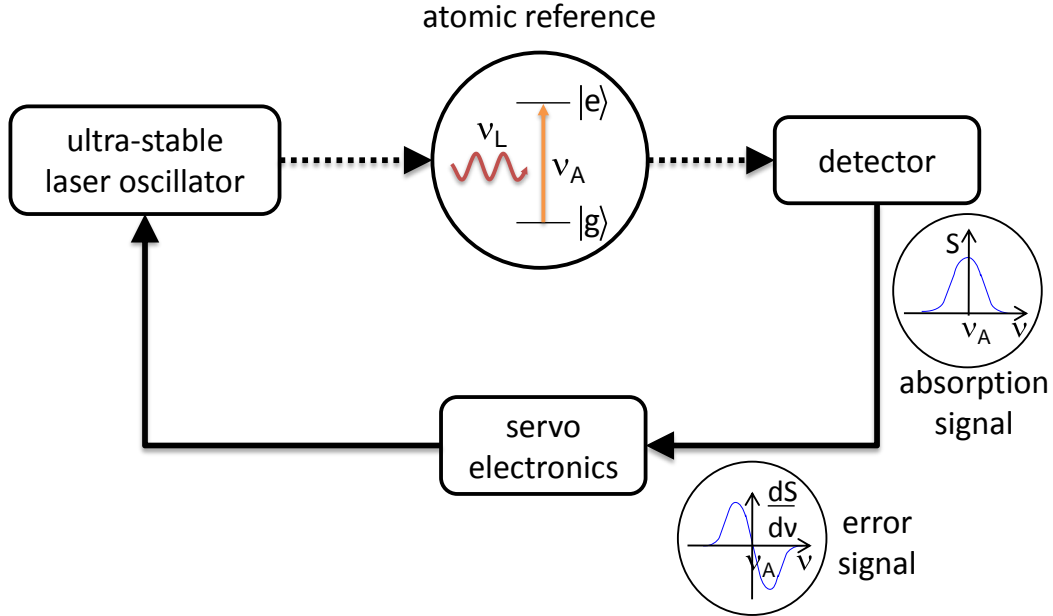 atomic reference
ultra-stable
laser oscillator
|e⟩
ν_L
ν_A
|g⟩
detector
S
ν_A
ν
absorption
signal
servo
electronics
dS
dν
ν_A
ν
error
signal